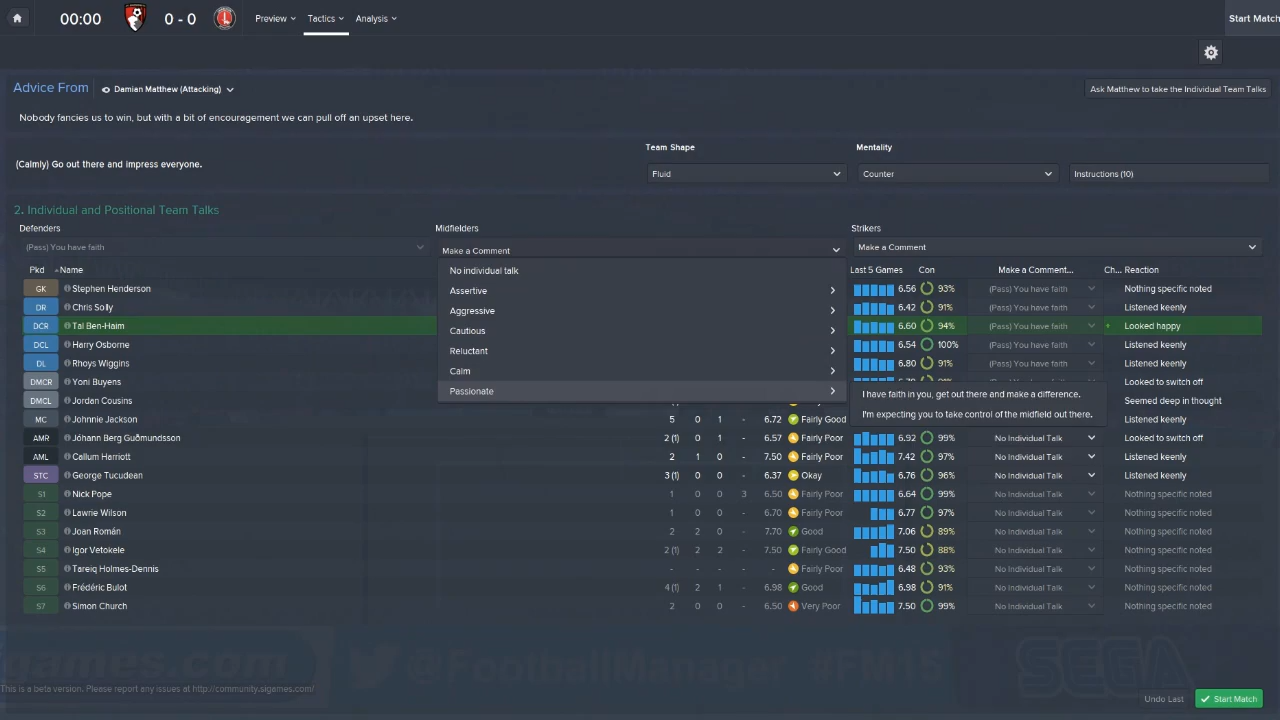 00:00 0 - 0 Preview Tactics Analysis Start Match
Advice From Damian Matthew (Attacking) Ask Matthew to take the Individual Team Talks
Nobody fancies us to win, but with a bit of encouragement we can pull off an upset here.
Team Shape Mentality
(Calmly) Go out there and impress everyone. Fluid Counter Instructions (10)
2. Individual and Positional Team Talks
Defenders Midfielders Strikers
(Pass) You have faith Make a Comment Make a Comment
Pkd Name No individual talk Last 5 Games Con Make a Comment... Ch... Reaction
GK Stephen Henderson Assertive 6.56 93% (Pass) You have faith Nothing specific noted
DR Chris Solly Aggressive 6.42 91% (Pass) You have faith Listened keenly
DCR Tal Ben-Haim Cautious 6.60 94% (Pass) You have faith Looked happy
DCL Harry Osborne Reluctant 6.54 100% (Pass) You have faith Listened keenly
DL Rhoys Wiggins Calm 6.80 91% (Pass) You have faith Listened keenly
DMCR Yoni Buyens Passionate Looked to switch off
I have faith in you, get out there and make a difference.
DMCL Jordan Cousins Seemed deep in thought
I'm expecting you to take control of the midfield out there.
MC Johnnie Jackson 5 0 1 - 6.72 Fairly Good Listened keenly
AMR Jóhann Berg Guðmundsson 2 (1) 0 0 - 6.57 Fairly Poor 6.92 99% No Individual Talk Looked to switch off
AML Callum Harriott 2 1 0 - 7.50 Fairly Poor 7.42 97% No Individual Talk Listened keenly
STC George Tucudean 3 (1) 0 0 - 6.37 Okay 6.76 96% No Individual Talk Listened keenly
S1 Nick Pope 1 0 0 3 6.50 Fairly Poor 6.64 99% No Individual Talk Nothing specific noted
S2 Lawrie Wilson 2 0 0 - 6.50 Fairly Poor 6.77 97% No Individual Talk Nothing specific noted
S3 Joan Román 2 2 0 - 7.70 Good 7.06 89% No Individual Talk Nothing specific noted
S4 Igor Vetokele 2 (1) 2 2 - 7.50 Fairly Good 7.50 88% No Individual Talk Nothing specific noted
S5 Tareiq Holmes-Dennis - - - - - Fairly Poor 6.48 93% No Individual Talk Nothing specific noted
S6 Frédéric Bulot 4 (1) 2 1 - 6.98 Good 6.98 91% No Individual Talk Nothing specific noted
S7 Simon Church 2 0 0 - 6.50 Very Poor 7.50 99% No Individual Talk Nothing specific noted
SEGA
This is a beta version. Please report any issues at http://community.sigames.com/
Undo Last Start Match